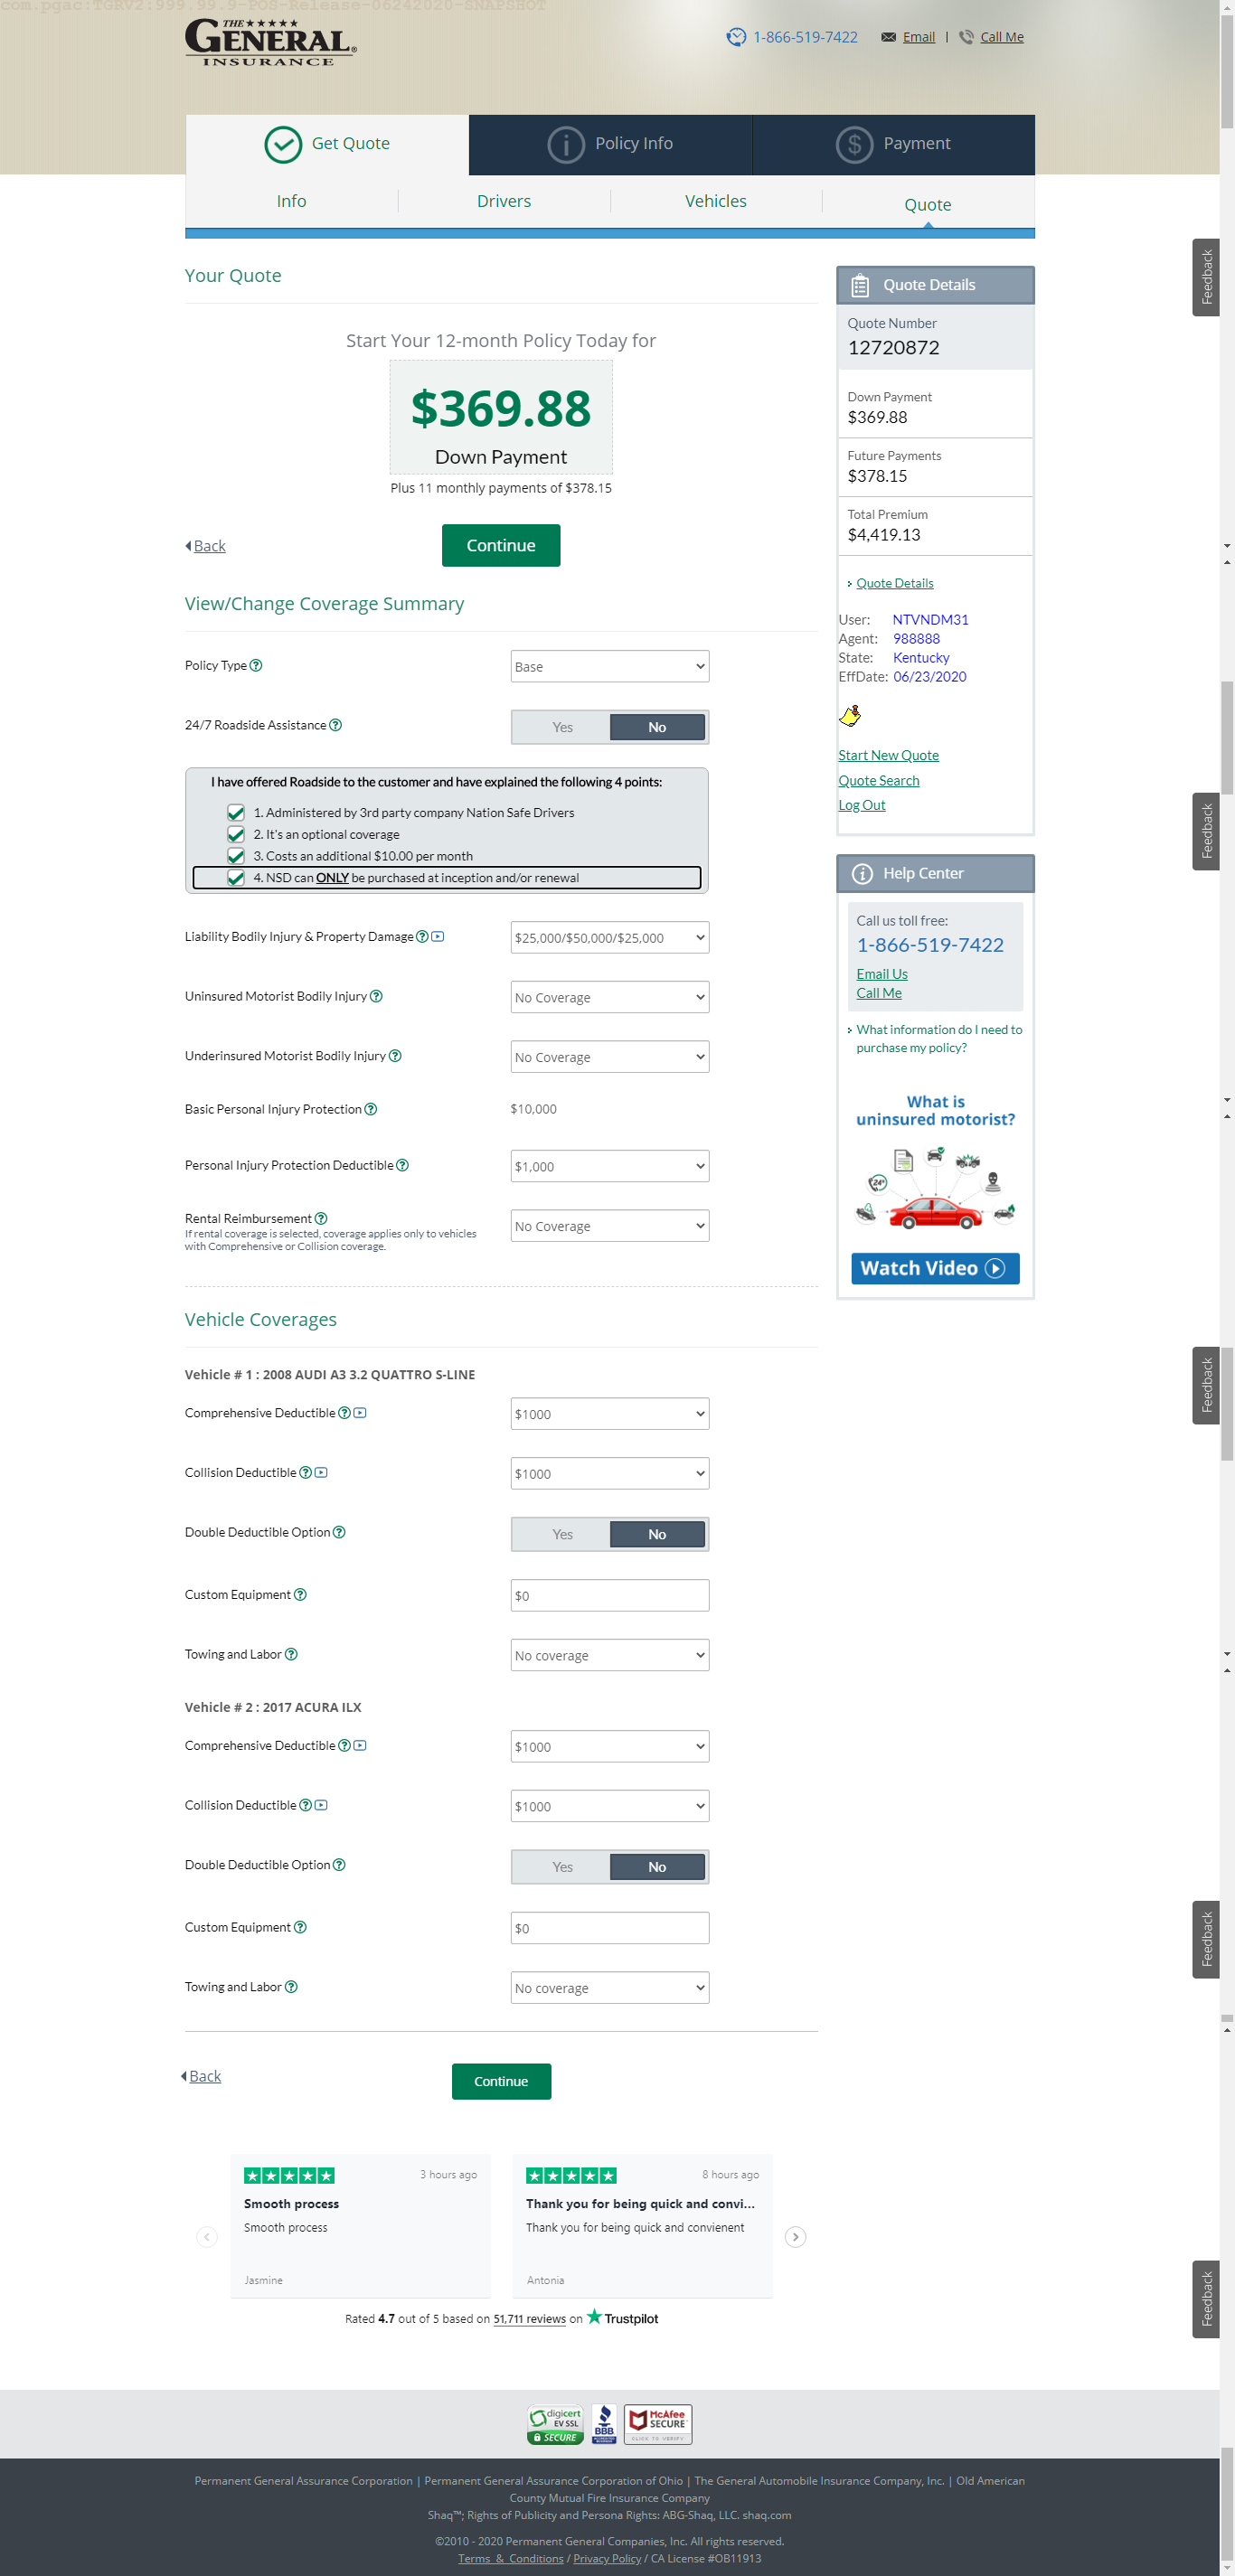 com.pgac:TGRV2:999.99.9-POS-Release-06242020-SNAPSHOT
THE
GENERAL®
INSURANCE
1-866-519-7422 Email | Call Me
Get Quote Policy Info Payment
Info Drivers Vehicles Quote
Your Quote
Start Your 12-month Policy Today for
$369.88
Down Payment
Plus 11 monthly payments of $378.15
Back Continue
View/Change Coverage Summary
Policy Type Base
24/7 Roadside Assistance Yes No
I have offered Roadside to the customer and have explained the following 4 points:
1. Administered by 3rd party company Nation Safe Drivers
2. It's an optional coverage
3. Costs an additional $10.00 per month
4. NSD can ONLY be purchased at inception and/or renewal
Liability Bodily Injury & Property Damage $25,000/$50,000/$25,000
Uninsured Motorist Bodily Injury No Coverage
Underinsured Motorist Bodily Injury No Coverage
Basic Personal Injury Protection $10,000
Personal Injury Protection Deductible $1,000
Rental Reimbursement No Coverage
If rental coverage is selected, coverage applies only to vehicles
with Comprehensive or Collision coverage.
Vehicle Coverages
Vehicle # 1 : 2008 AUDI A3 3.2 QUATTRO S-LINE
Comprehensive Deductible $1000
Collision Deductible $1000
Double Deductible Option Yes No
Custom Equipment $0
Towing and Labor No coverage
Vehicle # 2 : 2017 ACURA ILX
Comprehensive Deductible $1000
Collision Deductible $1000
Double Deductible Option Yes No
Custom Equipment $0
Towing and Labor No coverage
Back Continue
Quote Details
Quote Number
12720872
Down Payment
$369.88
Future Payments
$378.15
Total Premium
$4,419.13
Quote Details
User: NTVNDM31
Agent: 988888
State: Kentucky
EffDate: 06/23/2020
Start New Quote
Quote Search
Log Out
Help Center
Call us toll free:
1-866-519-7422
Email Us
Call Me
What information do I need to
purchase my policy?
What is
uninsured motorist?
24hr
Watch Video
Feedback
Feedback
Feedback
Feedback
Feedback
3 hours ago
Smooth process
Smooth process
Jasmine
8 hours ago
Thank you for being quick and convi...
Thank you for being quick and convienent
Antonia
Rated 4.7 out of 5 based on 51,711 reviews on Trustpilot
digicert
EV SSL
SECURE
BBB
McAfee
SECURE
CLICK TO VERIFY
Permanent General Assurance Corporation | Permanent General Assurance Corporation of Ohio | The General Automobile Insurance Company, Inc. | Old American
County Mutual Fire Insurance Company
Shaq™; Rights of Publicity and Persona Rights: ABG-Shaq, LLC. shaq.com
©2010 - 2020 Permanent General Companies, Inc. All rights reserved.
Terms & Conditions / Privacy Policy / CA License #OB11913